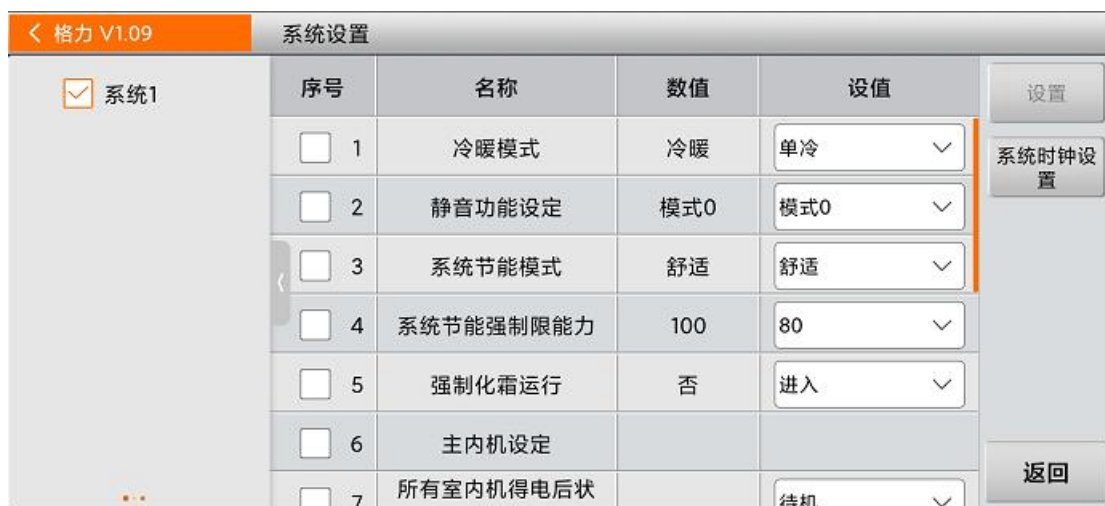 格力 V1.09 系统设置
系统1
序号 名称 数值 设值 设置
1 冷暖模式 冷暖 单冷
系统时钟设
置
2 静音功能设定 模式0 模式0
3 系统节能模式 舒适 舒适
4 系统节能强制限能力 100 80
5 强制化霜运行 否 进入
6 主内机设定
返回
7 所有室内机得电后状 待机